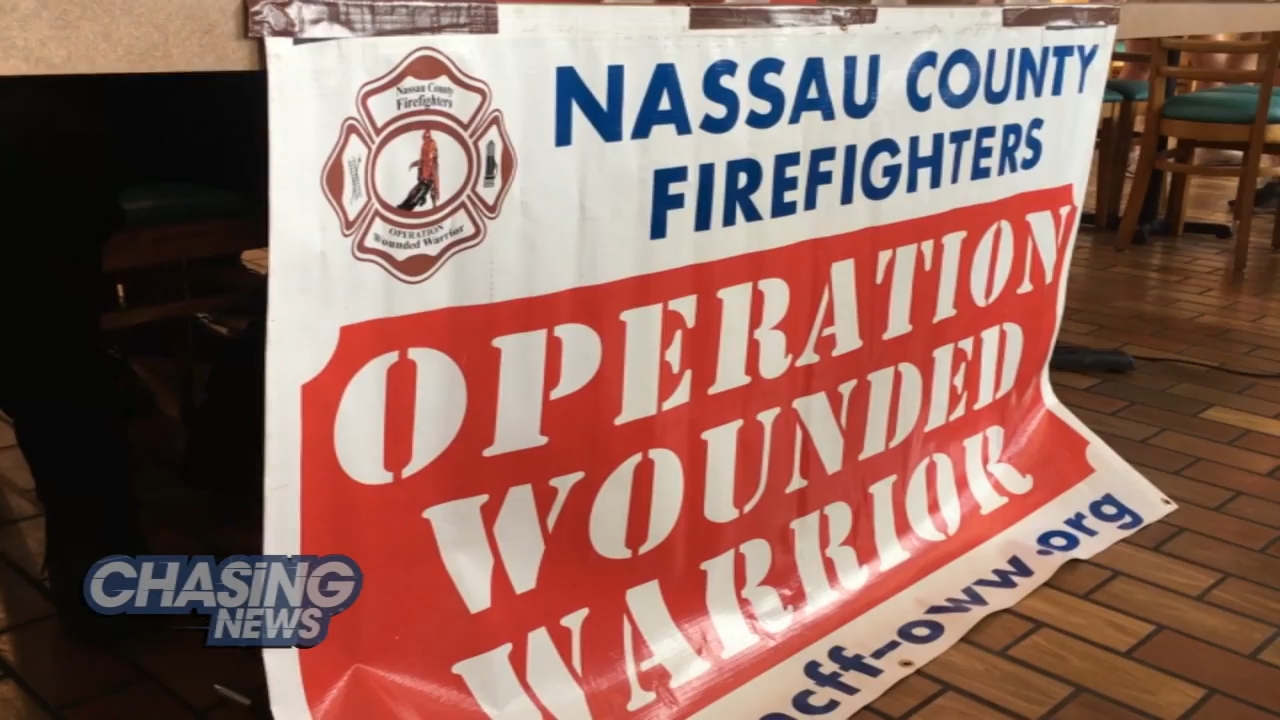 NASSAU COUNTY
FIREFIGHTERS
Nassau County
Firefighters
OPERATION
Wounded Warrior
OPERATION
WOUNDED
WARRIOR
ncff-oww.org
CHASiNG
NEWS